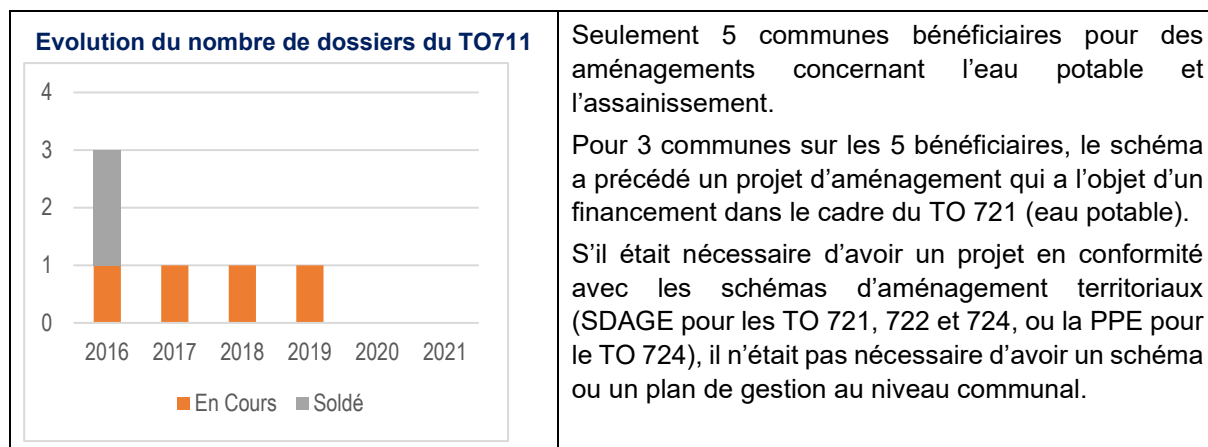 Evolution du nombre de dossiers du TO711
4
3
2
1
0
2016 2017 2018 2019 2020 2021
En Cours Soldé
Seulement 5 communes bénéficiaires pour des
aménagements concernant l'eau potable et
l'assainissement.
Pour 3 communes sur les 5 bénéficiaires, le schéma
a précédé un projet d'aménagement qui a l'objet d'un
financement dans le cadre du TO 721 (eau potable).
S'il était nécessaire d'avoir un projet en conformité
avec les schémas d'aménagement territoriaux
(SDAGE pour les TO 721, 722 et 724, ou la PPE pour
le TO 724), il n'était pas nécessaire d'avoir un schéma
ou un plan de gestion au niveau communal.